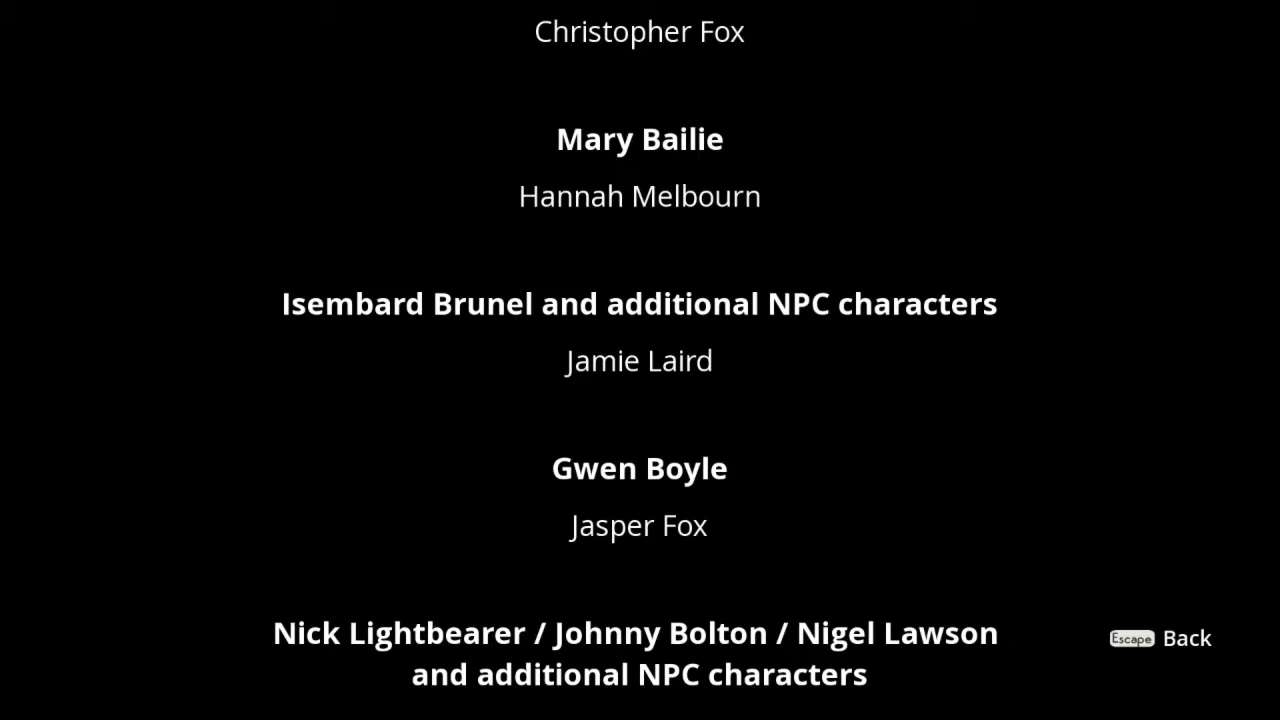 Christopher Fox
Mary Bailie
Hannah Melbourn
Isembard Brunel and additional NPC characters
Jamie Laird
Gwen Boyle
Jasper Fox
Nick Lightbearer / Johnny Bolton / Nigel Lawson
and additional NPC characters
Escape Back